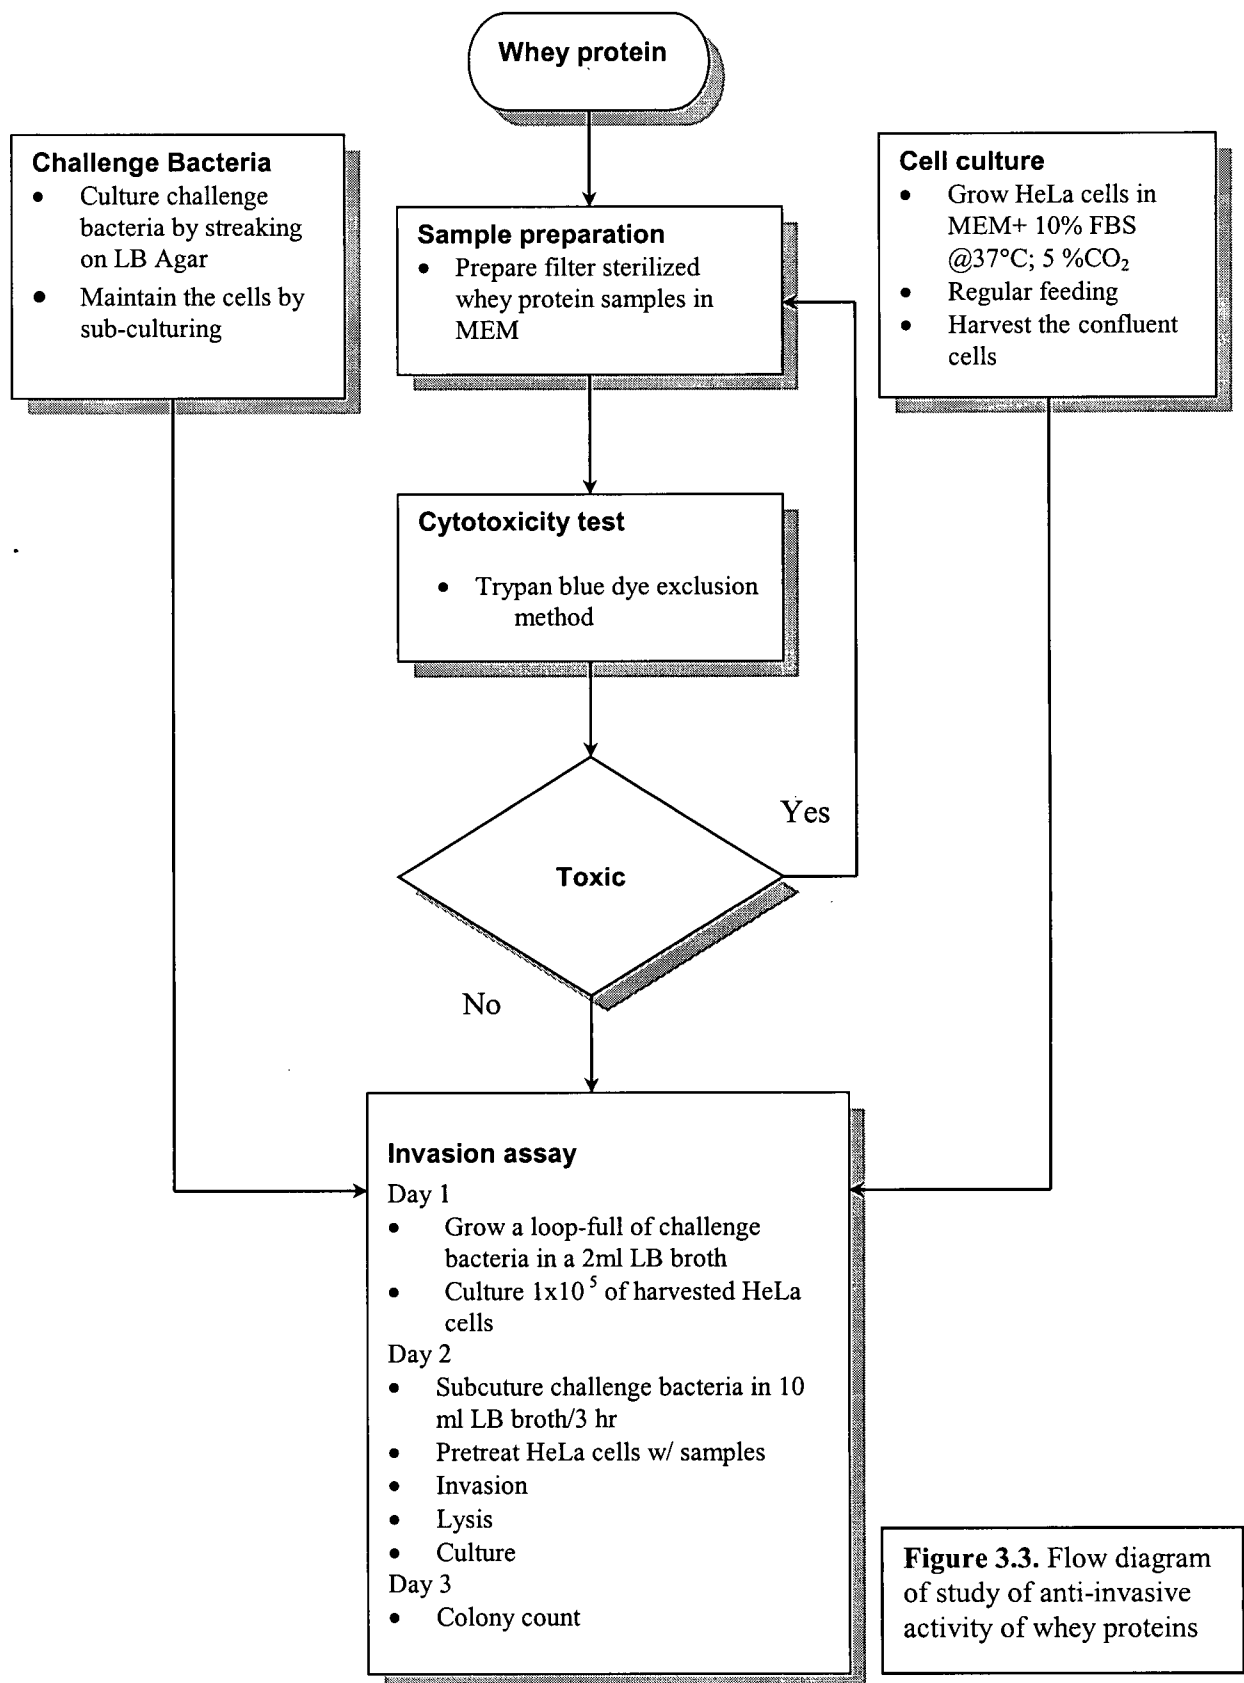 Whey protein
Challenge Bacteria
• Culture challenge
bacteria by streaking
on LB Agar
• Maintain the cells by
sub-culturing
Sample preparation
• Prepare filter sterilized
whey protein samples in
MEM
Cell culture
• Grow HeLa cells in
MEM+ 10% FBS
@37°C; 5 %CO₂
• Regular feeding
• Harvest the confluent
cells
Cytotoxicity test
• Trypan blue dye exclusion
method
Toxic
Yes
No
Invasion assay
Day 1
• Grow a loop-full of challenge
bacteria in a 2ml LB broth
• Culture 1x10⁵ of harvested HeLa
cells
Day 2
• Subcuture challenge bacteria in 10
ml LB broth/3 hr
• Pretreat HeLa cells w/ samples
• Invasion
• Lysis
• Culture
Day 3
• Colony count
Figure 3.3. Flow diagram
of study of anti-invasive
activity of whey proteins